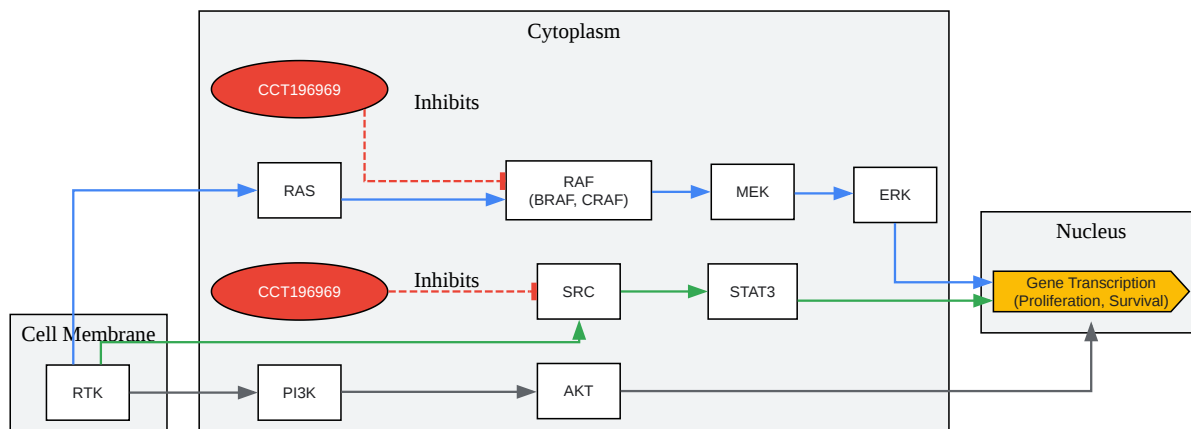 Cytoplasm
CCT196969
Inhibits
RAS
RAF
(BRAF, CRAF)
MEK
ERK
Nucleus
CCT196969
Inhibits
SRC
STAT3
Gene Transcription
(Proliferation, Survival)
Cell Membrane
RTK
PI3K
AKT